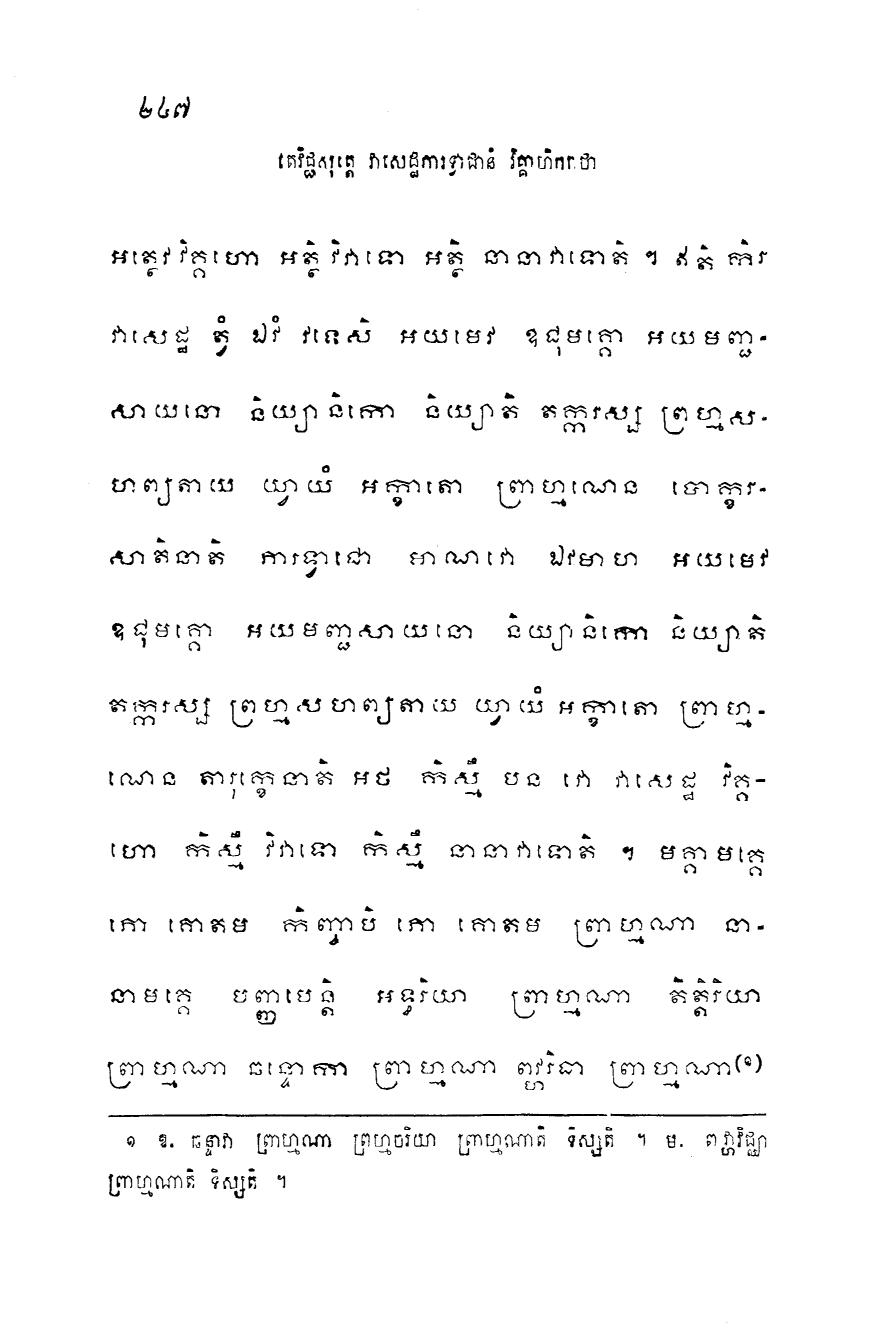 ២៤៧
តេវិជ្ជសុត្តេ វាសេដ្ឋភារទ្វាជានំ វិគ្គាហិកកថា
អត្ថេវ វិគ្គហោ អត្ថិ វិវាទោ អត្ថិ នានាវាទោតិ ។ ឥតិ កិរ
វាសេដ្ឋ ត្វំ ឯវំ វទេសិ អយមេវ ឧជុមគ្គោ អយមញ្ជ-
សាយនោ និយ្យានិកោ និយ្យាតិ តក្ករស្ស ព្រហ្មស-
ហព្យតាយ យ្វាយំ អក្ខាតោ ព្រាហ្មណេន បោក្ខរ-
សាតិនាតិ ភារទ្វាជោ មាណវោ ឯវមាហ អយមេវ
ឧជុមគ្គោ អយមញ្ជសាយនោ និយ្យានិកោ និយ្យាតិ
តក្ករស្ស ព្រហ្មសហព្យតាយ យ្វាយំ អក្ខាតោ ព្រាហ្ម-
ណេន តារុក្ខេនាតិ អថ កិស្មឹ បន វោ វាសេដ្ឋ វិគ្គ-
ហោ កិស្មឹ វិវាទោ កិស្មឹ នានាវាទោតិ ។ មគ្គាមគ្គេ
ភោ គោតម កិញ្ចាបិ ភោ គោតម ព្រាហ្មណា នា-
នាមគ្គេ បញ្ញាបេន្តិ អទ្ធរិយា ព្រាហ្មណា តិត្តិរិយា
ព្រាហ្មណា ឆន្ទោកា ព្រាហ្មណា ពវ្ហរិជា ព្រាហ្មណា(១)
១ ឱ. ឆន្ទាវា ព្រាហ្មណា ព្រហ្មចរិយា ព្រាហ្មណាតិ ទិស្សតិ ។ ម. ពវ្ហារិជ្ឈា
ព្រាហ្មណាតិ ទិស្សតិ ។